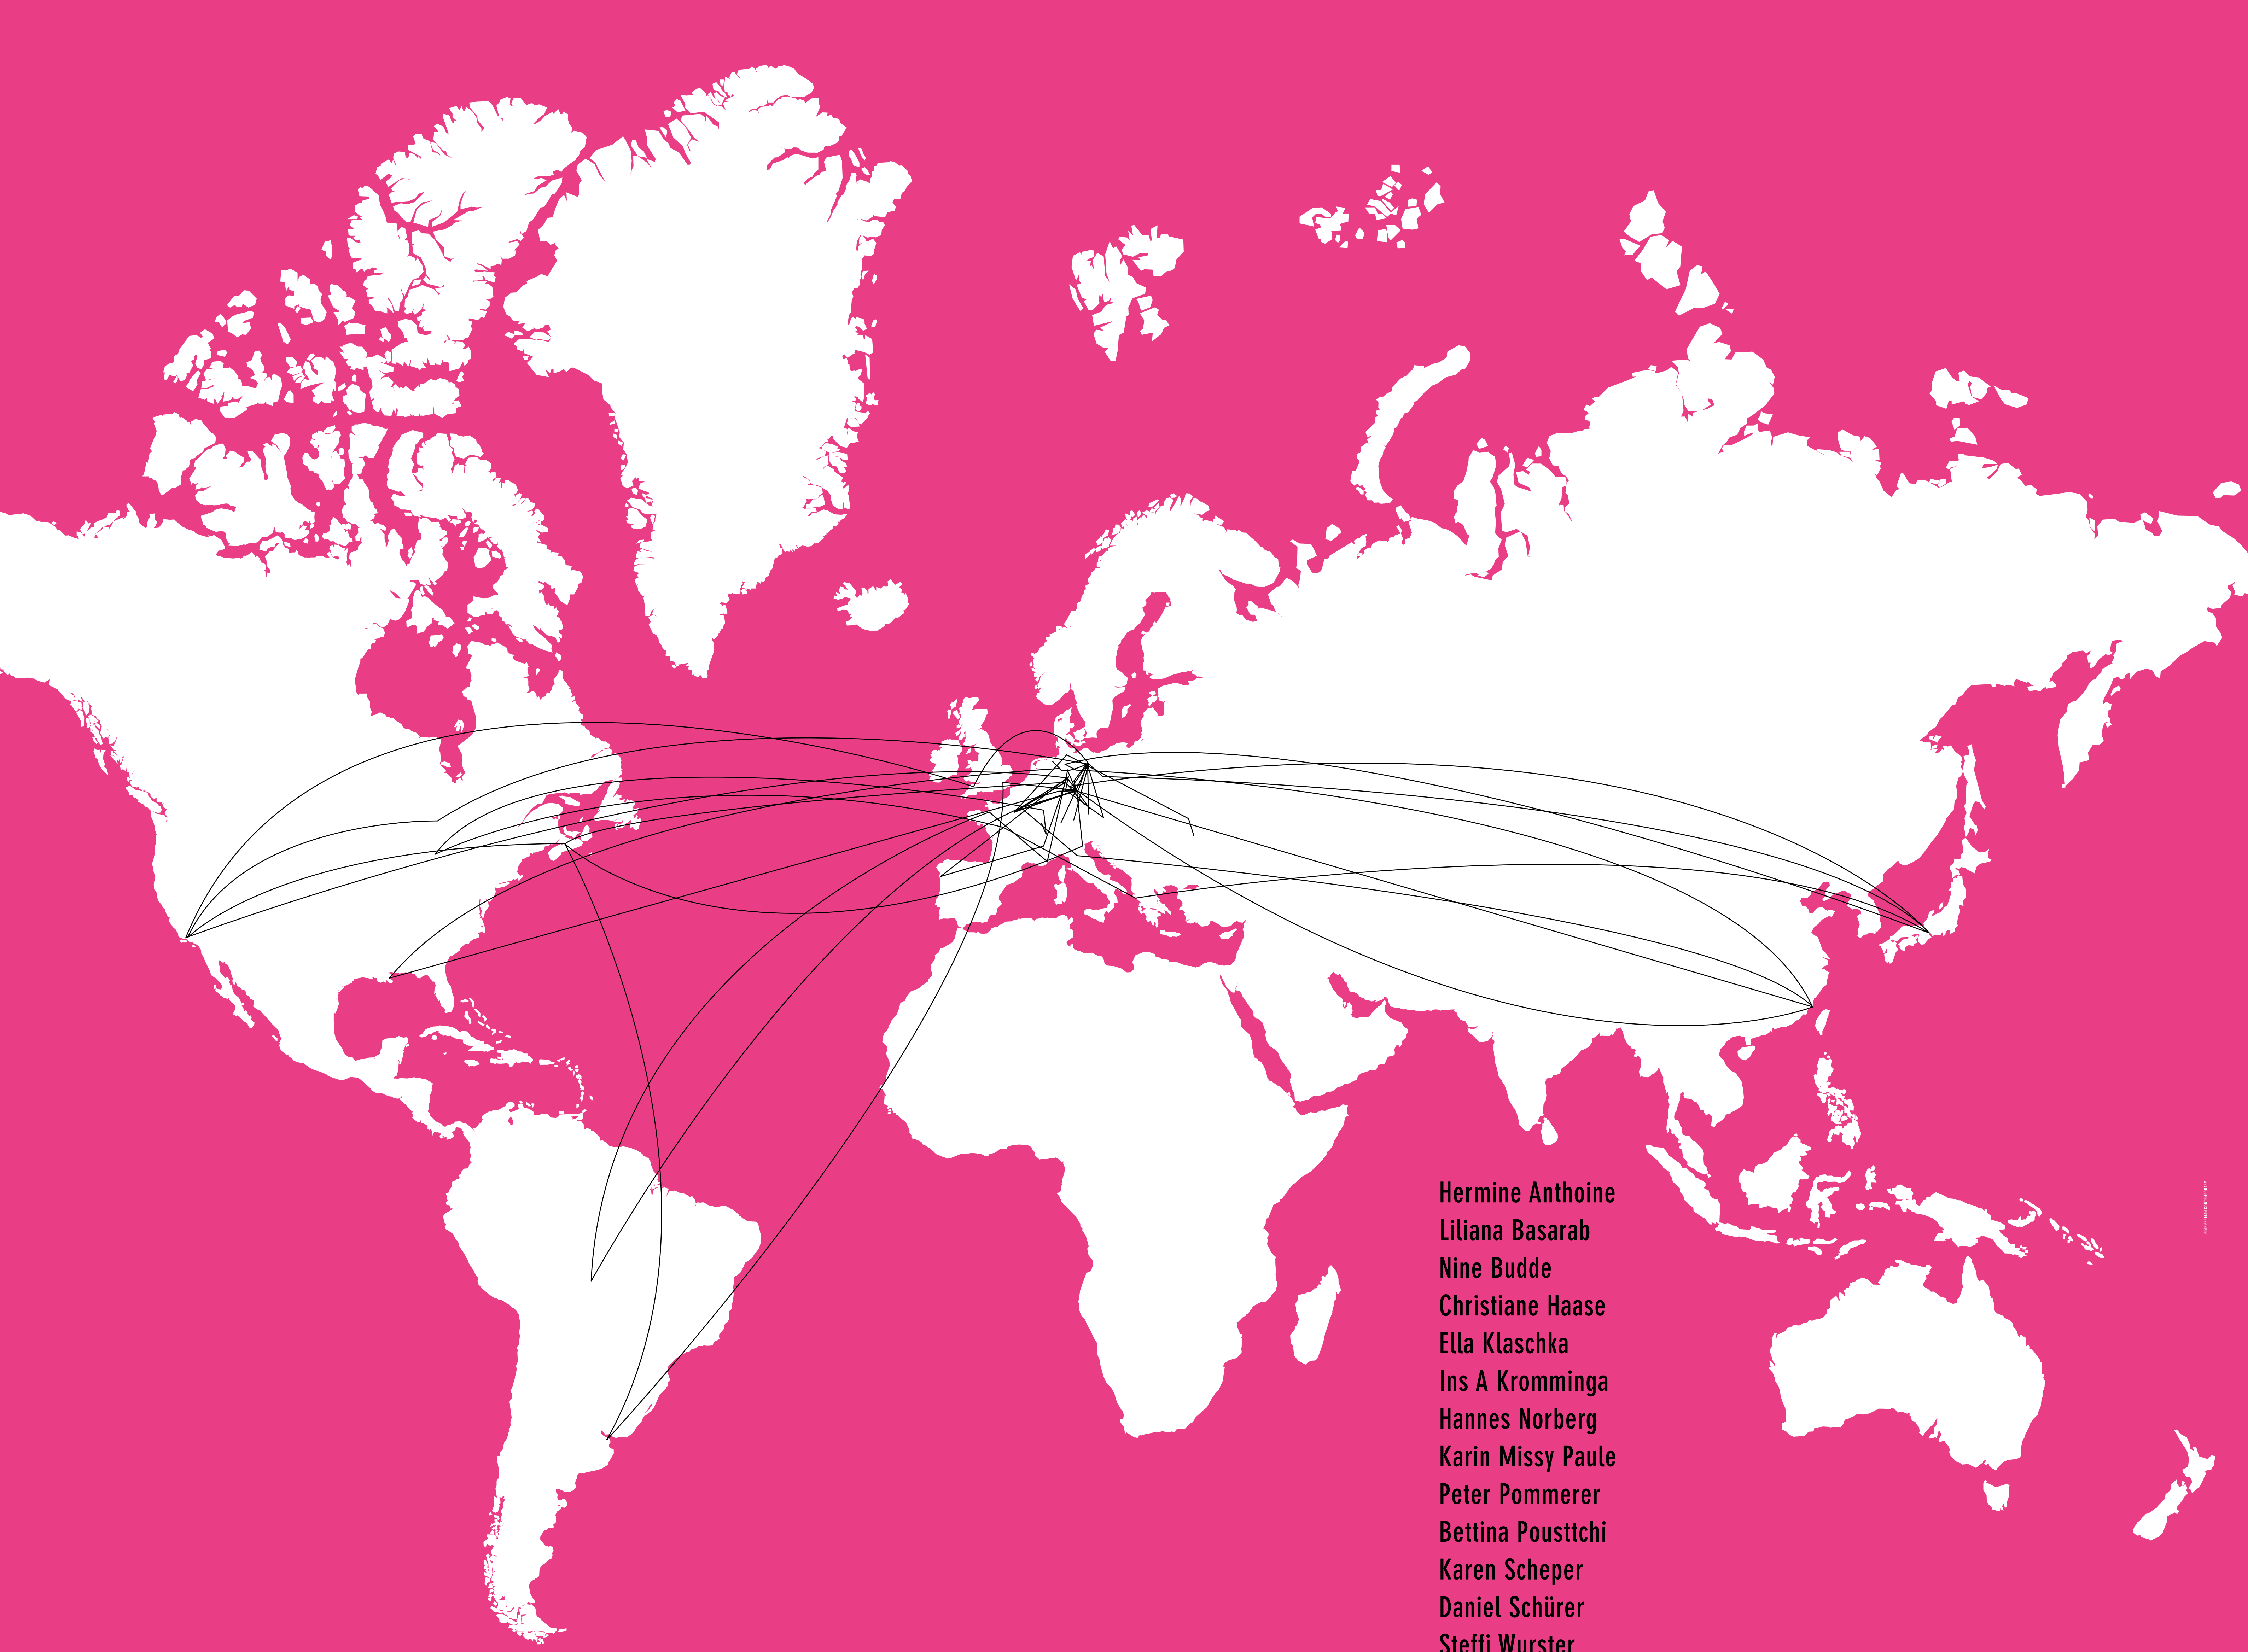 Hermine Anthoine
Liliana Basarab
Nine Budde
Christiane Haase
Ella Klaschka
Ins A Kromminga
Hannes Norberg
Karin Missy Paule
Peter Pommerer
Bettina Pousttchi
Karen Scheper
Daniel Schürer
Steffi Wurster